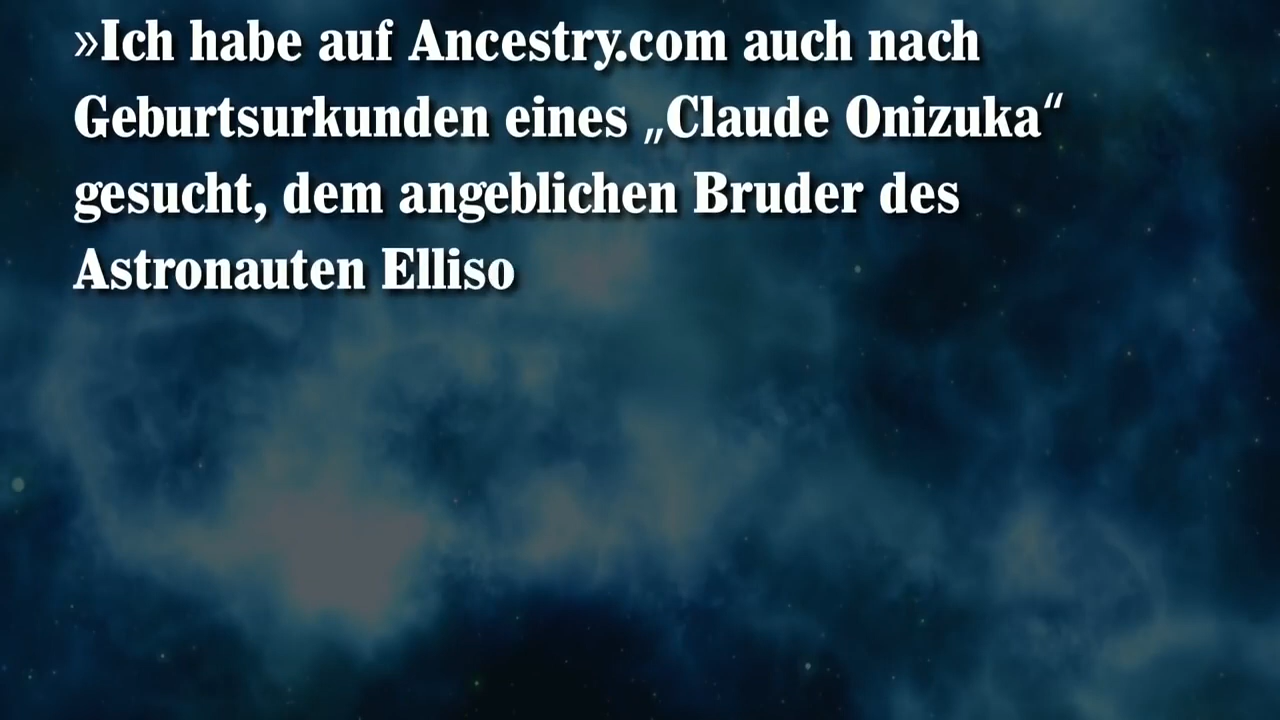 »Ich habe auf Ancestry.com auch nach
Geburtsurkunden eines „Claude Onizuka“
gesucht, dem angeblichen Bruder des
Astronauten Elliso